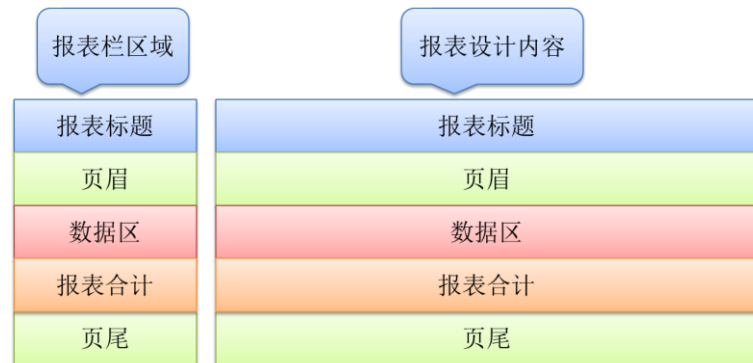 报表栏区域
报表设计内容
报表标题
报表标题
页眉
页眉
数据区
数据区
报表合计
报表合计
页尾
页尾